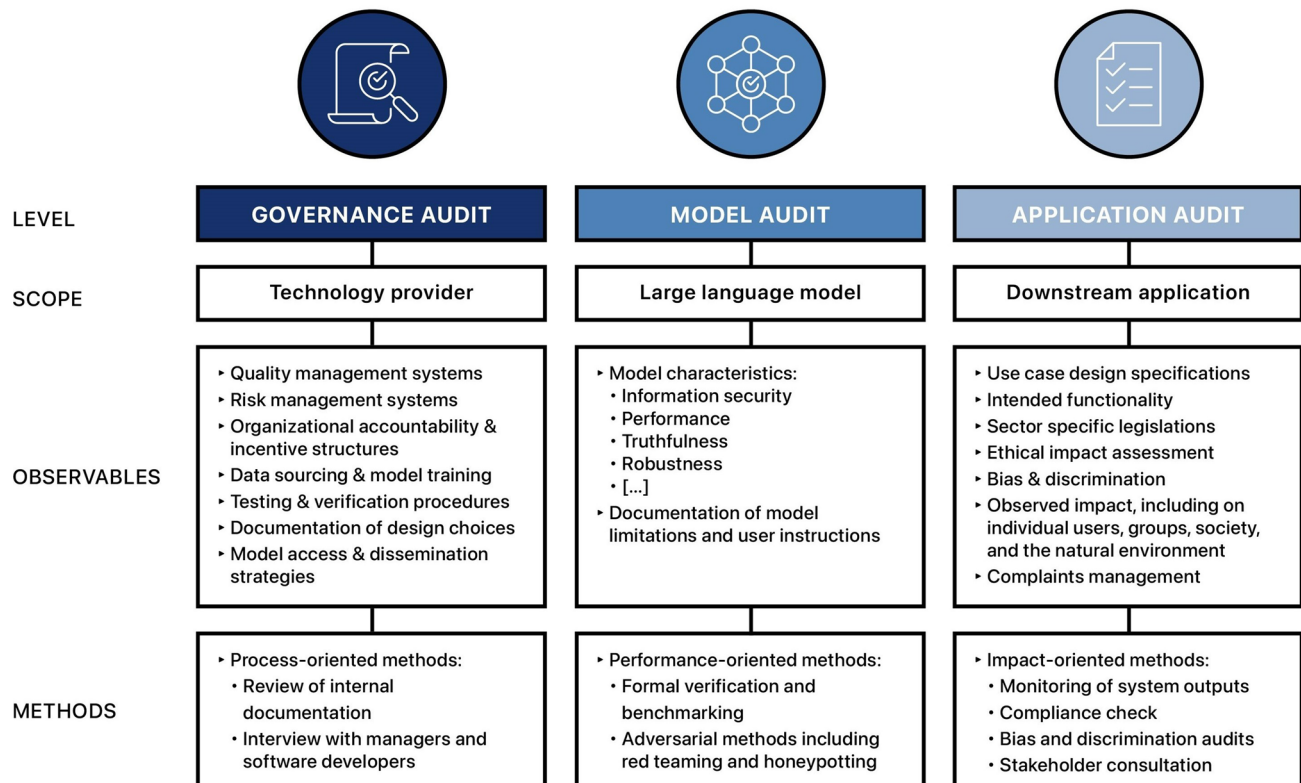 LEVEL
GOVERNANCE AUDIT
MODEL AUDIT
APPLICATION AUDIT
SCOPE
Technology provider
Large language model
Downstream application
OBSERVABLES
‣ Quality management systems
‣ Risk management systems
‣ Organizational accountability &
incentive structures
‣ Data sourcing & model training
‣ Testing & verification procedures
‣ Documentation of design choices
‣ Model access & dissemination
strategies
‣ Model characteristics:
· Information security
· Performance
· Truthfulness
· Robustness
· [...]
‣ Documentation of model
limitations and user instructions
‣ Use case design specifications
‣ Intended functionality
‣ Sector specific legislations
‣ Ethical impact assessment
‣ Bias & discrimination
‣ Observed impact, including on
individual users, groups, society,
and the natural environment
‣ Complaints management
METHODS
‣ Process-oriented methods:
· Review of internal
documentation
· Interview with managers and
software developers
‣ Performance-oriented methods:
· Formal verification and
benchmarking
· Adversarial methods including
red teaming and honeypotting
‣ Impact-oriented methods:
· Monitoring of system outputs
· Compliance check
· Bias and discrimination audits
· Stakeholder consultation